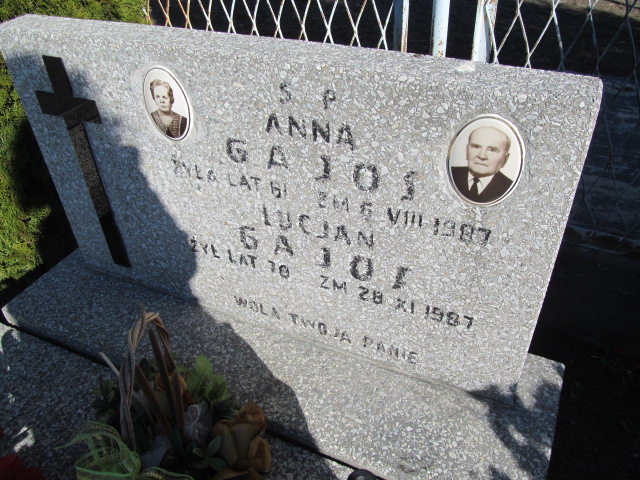 S P
ANNA
GAJOS
ŻYŁA LAT 61 ZM 6 VIII 1987
LUCJAN
GAJOS
ŻYŁ LAT 78 ZM 28 XI 1987
WOLA TWOJA PANIE